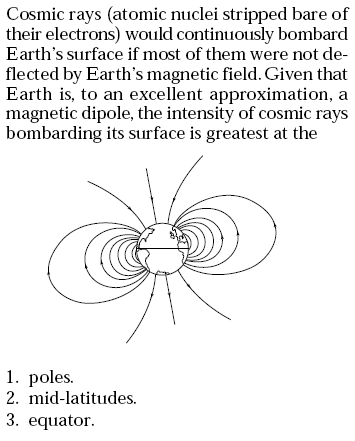 Cosmic rays (atomic nuclei stripped bare of
their electrons) would continuously bombard
Earth's surface if most of them were not de-
flected by Earth's magnetic field. Given that
Earth is, to an excellent approximation, a
magnetic dipole, the intensity of cosmic rays
bombarding its surface is greatest at the
1. poles.
2. mid-latitudes.
3. equator.